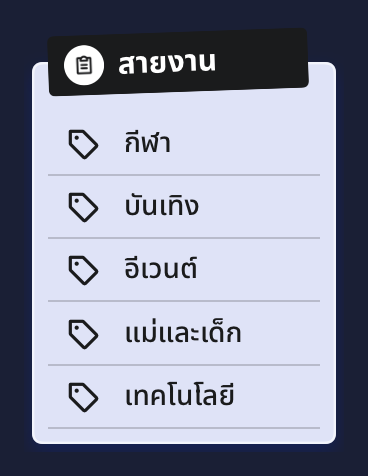 สายงาน
กีฬา
บันเทิง
อีเวนต์
แม่และเด็ก
เทคโนโลยี